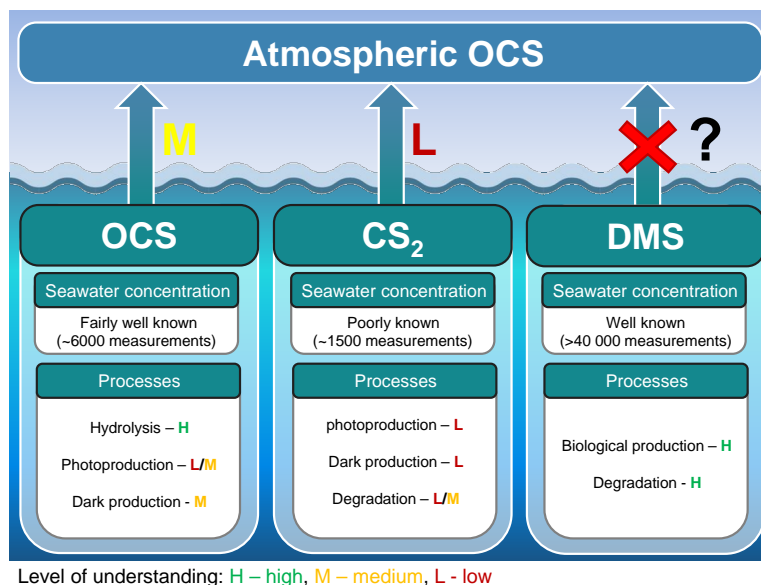 Atmospheric OCS
M
L
?
OCS
Seawater concentration
Fairly well known
(~6000 measurements)
Processes
Hydrolysis – H
Photoproduction – L/M
Dark production - M
CS₂
Seawater concentration
Poorly known
(~1500 measurements)
Processes
photoproduction – L
Dark production – L
Degradation – L/M
DMS
Seawater concentration
Well known
(>40 000 measurements)
Processes
Biological production – H
Degradation - H
Level of understanding: H – high, M – medium, L - low